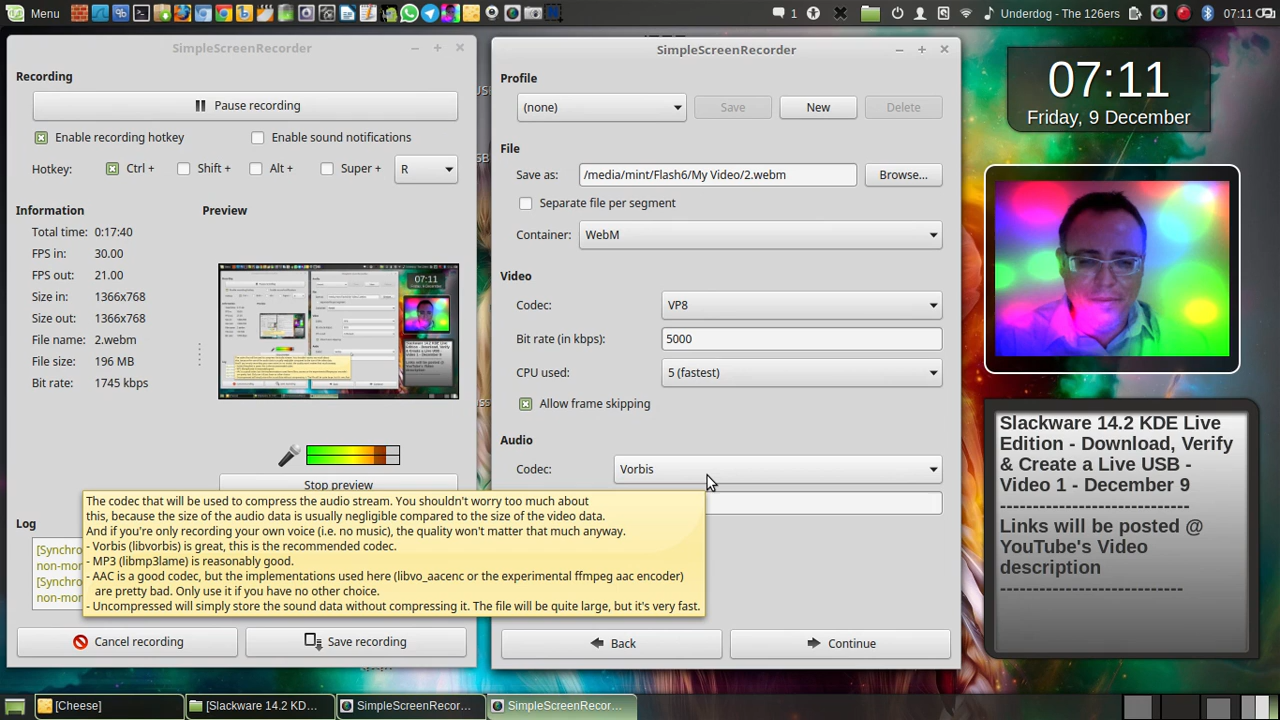 Menu
1
Underdog - The 126ers
07:11
SimpleScreenRecorder
Recording
Pause recording
Enable recording hotkey
Enable sound notifications
Hotkey:
Ctrl +
Shift +
Alt +
Super +
R
Information
Preview
Total time: 0:17:40
FPS in: 30.00
FPS out: 21.00
Size in: 1366x768
Size out: 1366x768
File name: 2.webm
File size: 196 MB
Bit rate: 1745 kbps
Stop preview
Log
[Synchro
non-mor
[Synchro
non-mor
Cancel recording
Save recording
SimpleScreenRecorder
Profile
(none)
Save
New
Delete
File
Save as: /media/mint/Flash6/My Video/2.webm
Browse...
Separate file per segment
Container: WebM
Video
Codec: VP8
Bit rate (in kbps): 5000
CPU used: 5 (fastest)
Allow frame skipping
Audio
Codec: Vorbis
The codec that will be used to compress the audio stream. You shouldn't worry too much about
this, because the size of the audio data is usually negligible compared to the size of the video data.
And if you're only recording your own voice (i.e. no music), the quality won't matter that much anyway.
- Vorbis (libvorbis) is great, this is the recommended codec.
- MP3 (libmp3lame) is reasonably good.
- AAC is a good codec, but the implementations used here (libvo_aacenc or the experimental ffmpeg aac encoder)
are pretty bad. Only use it if you have no other choice.
- Uncompressed will simply store the sound data without compressing it. The file will be quite large, but it's very fast.
Back
Continue
07:11
Friday, 9 December
Slackware 14.2 KDE Live
Edition - Download, Verify
& Create a Live USB -
Video 1 - December 9
----------------------------
Links will be posted @
YouTube's Video
description
---------------------------
[Cheese]
[Slackware 14.2 KD...
SimpleScreenRecor...
SimpleScreenRecor...